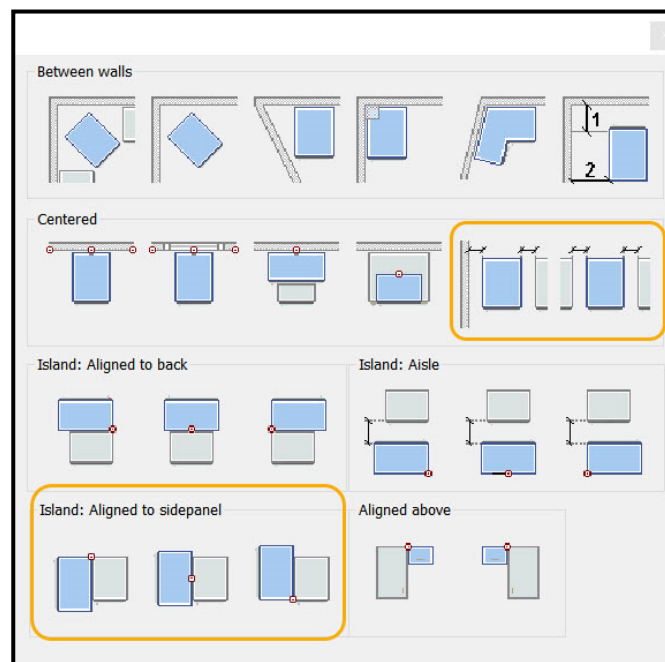 Between walls
1
2
Centered
Island: Aligned to back
Island: Aisle
Island: Aligned to sidepanel
Aligned above